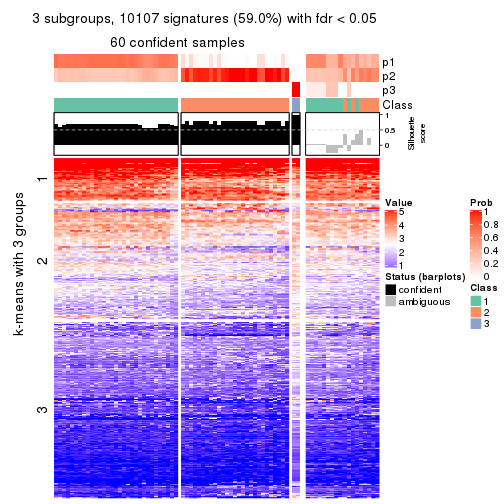 3 subgroups, 10107 signatures (59.0%) with fdr < 0.05
60 confident samples
p1
p2
p3
Class
1
0.5
0
Silhouette
score
k-means with 3 groups
1
2
3
Value
5
4
3
2
1
Status (barplots)
confident
ambiguous
Prob
1
0.8
0.6
0.4
0.2
0
Class
1
2
3